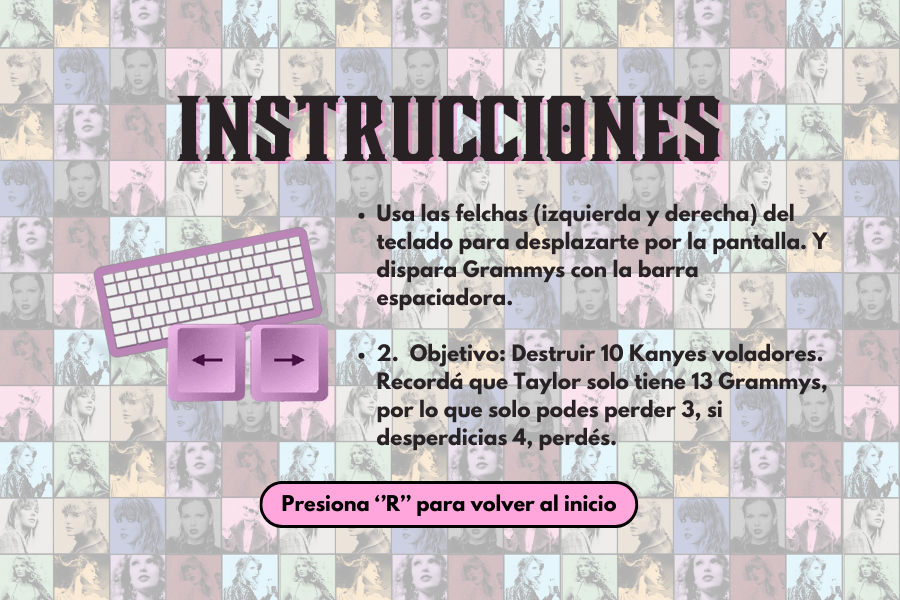 INSTRUCCIONES
• Usa las felchas (izquierda y derecha) del
teclado para desplazarte por la pantalla. Y
dispara Grammys con la barra
espaciadora.
• 2. Objetivo: Destruir 10 Kanyes voladores.
Recordá que Taylor solo tiene 13 Grammys,
por lo que solo podes perder 3, si
desperdicias 4, perdés.
Presiona ‘’R’’ para volver al inicio